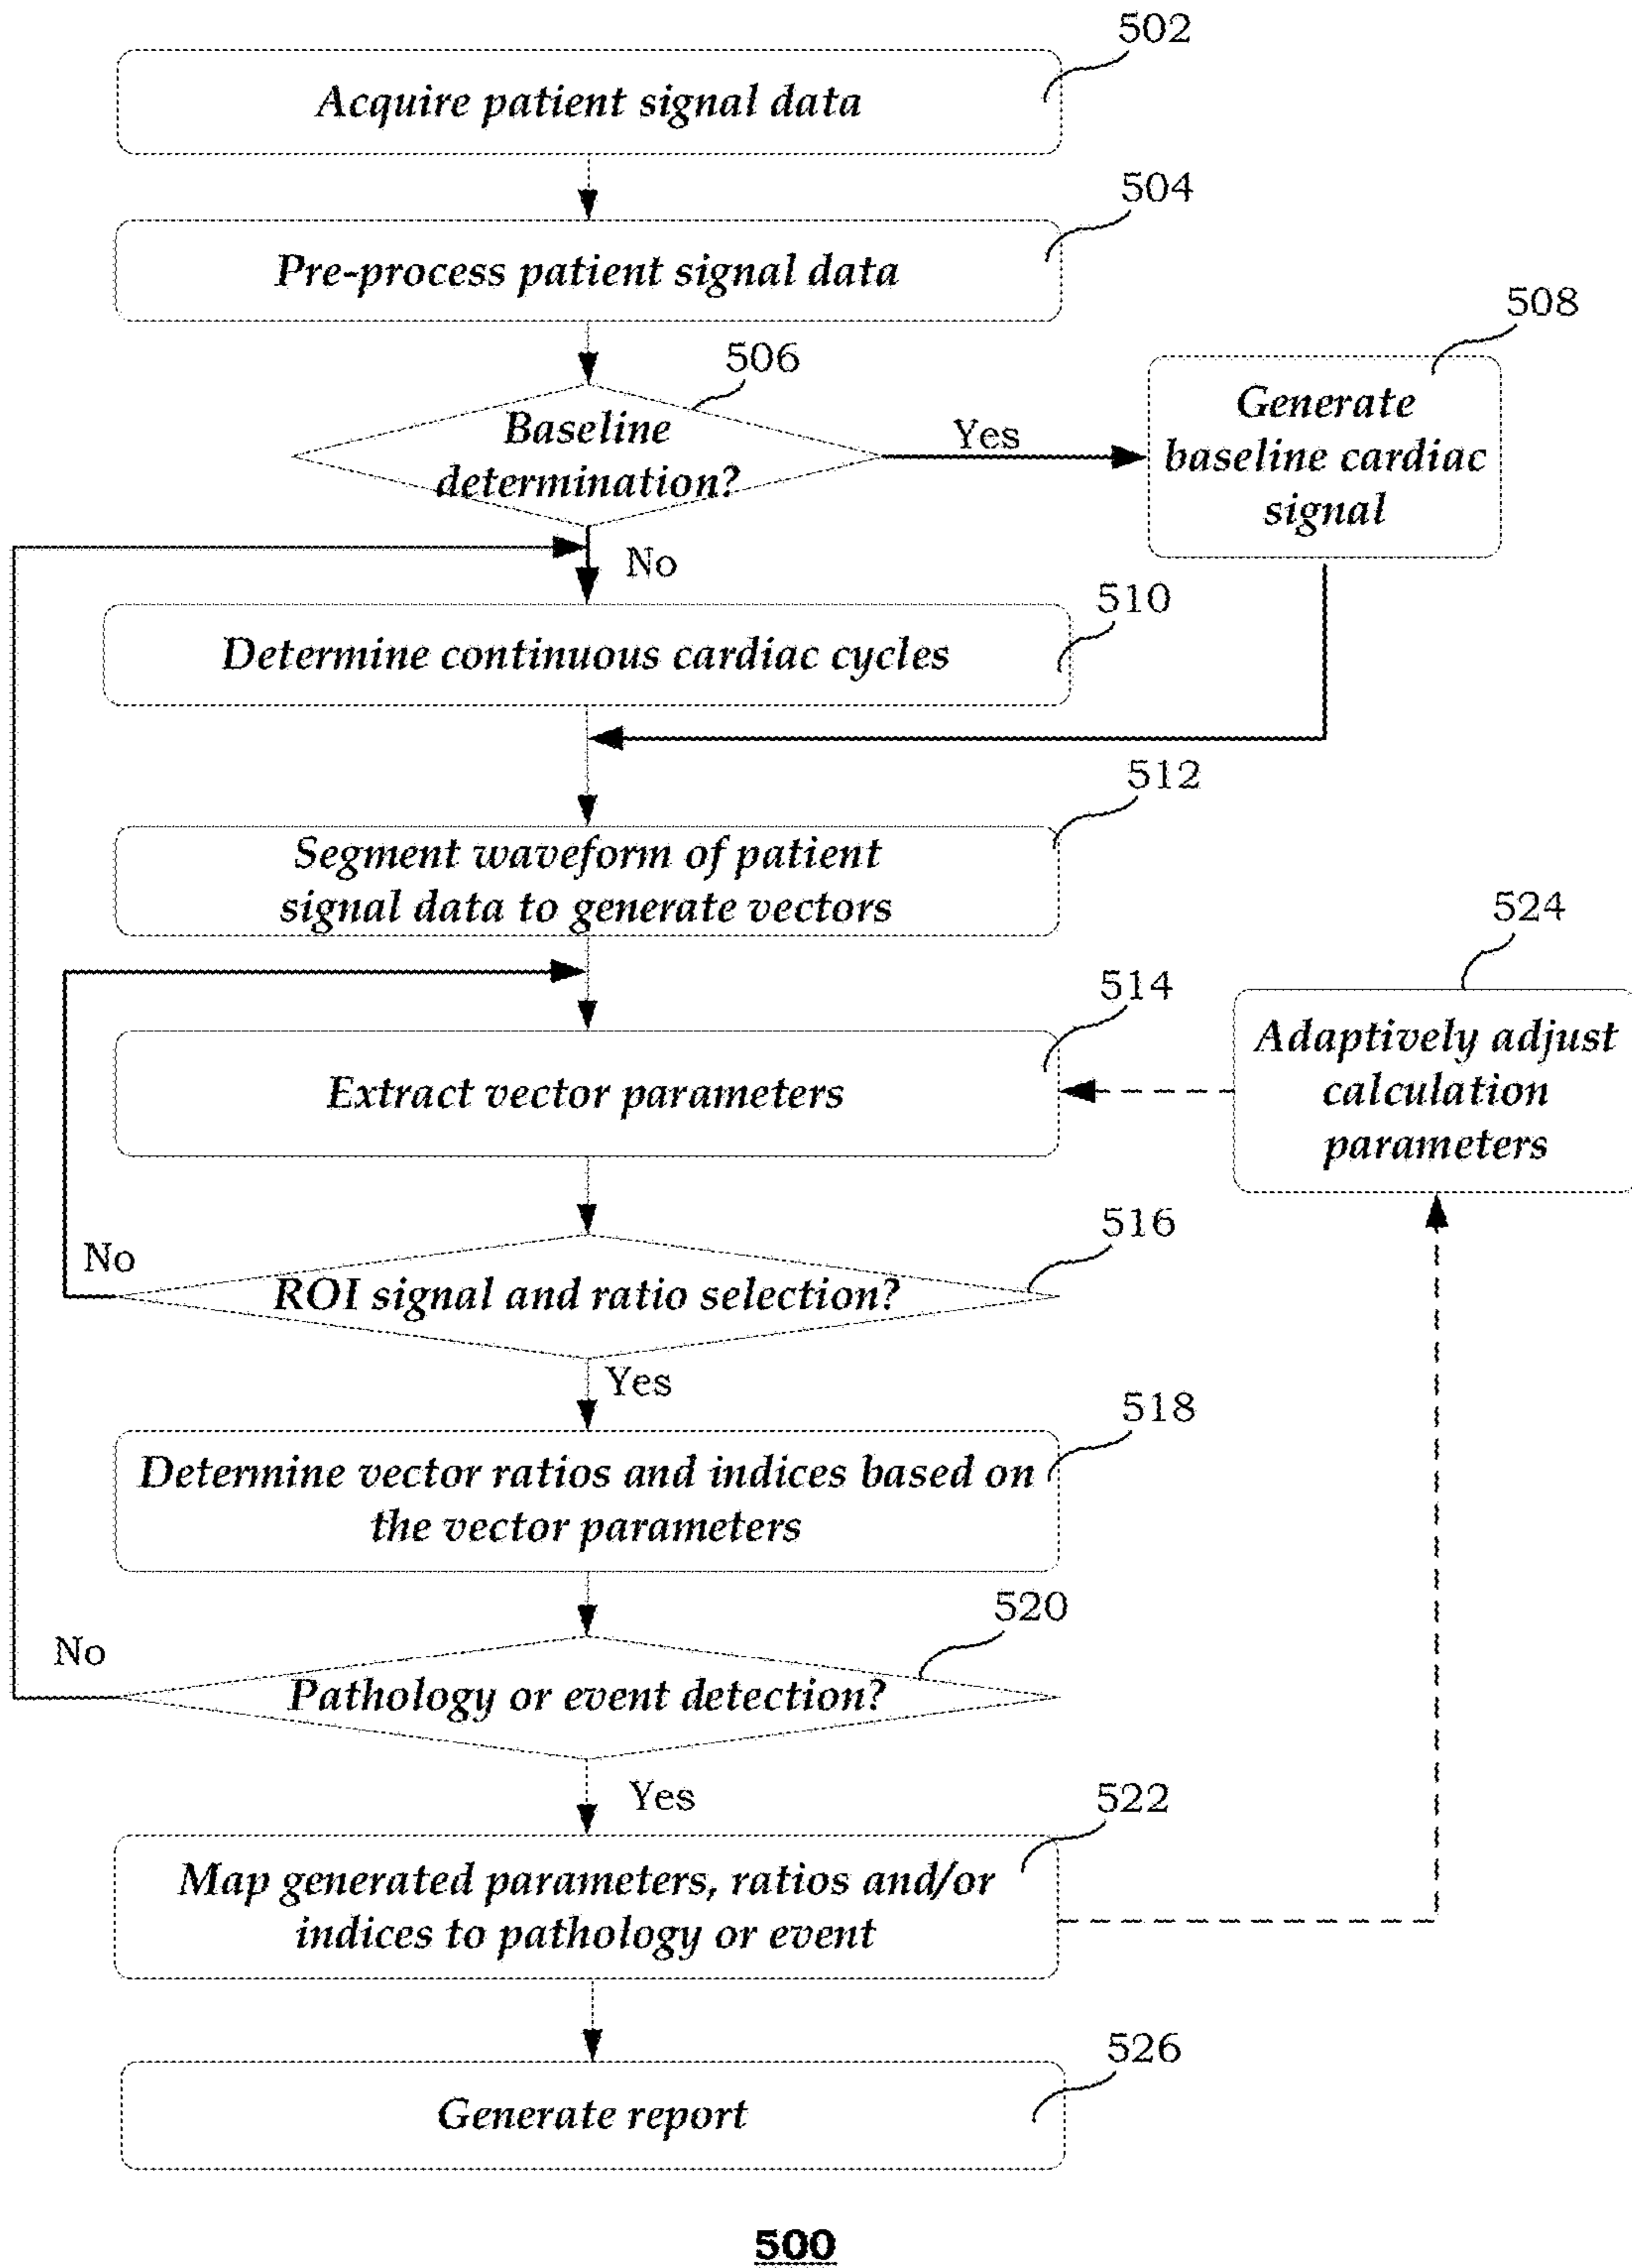 502
Acquire patient signal data
504
Pre-process patient signal data
506
Baseline
determination?
Yes
508
Generate
baseline cardiac
signal
No
510
Determine continuous cardiac cycles
512
Segment waveform of patient
signal data to generate vectors
514
Extract vector parameters
524
Adaptively adjust
calculation
parameters
516
No
ROI signal and ratio selection?
Yes
518
Determine vector ratios and indices based on
the vector parameters
520
No
Pathology or event detection?
Yes
522
Map generated parameters, ratios and/or
indices to pathology or event
526
Generate report
500